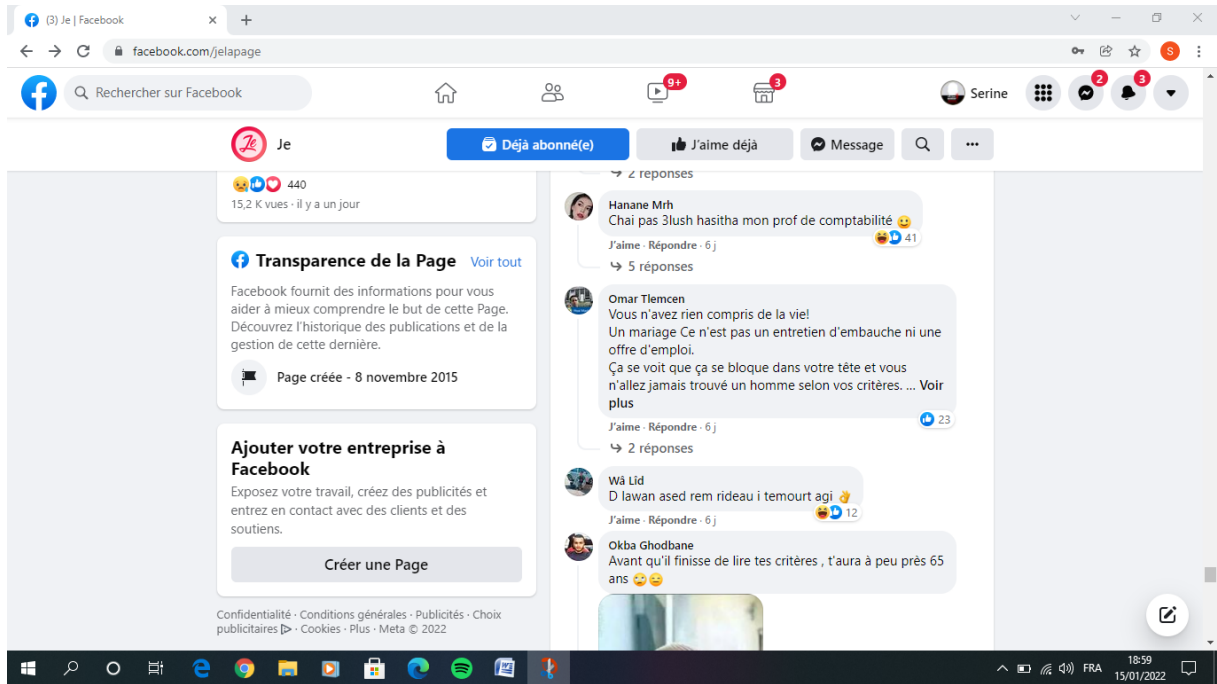 (3) Je | Facebook
facebook.com/jelapage
S
Rechercher sur Facebook
9+
3
Serine
2
3
Je
Déjà abonné(e)
J'aime déjà
Message
440
15,2 K vues · il y a un jour
Transparence de la Page Voir tout
Facebook fournit des informations pour vous
aider à mieux comprendre le but de cette Page.
Découvrez l'historique des publications et de la
gestion de cette dernière.
Page créée - 8 novembre 2015
Ajouter votre entreprise à
Facebook
Exposez votre travail, créez des publicités et
entrez en contact avec des clients et des
soutiens.
Créer une Page
Confidentialité · Conditions générales · Publicités · Choix
publicitaires · Cookies · Plus · Meta © 2022
2 réponses
Hanane Mrh
Chai pas 3lush hasitha mon prof de comptabilité 🙂
41
J'aime · Répondre · 6 j
5 réponses
Omar Tlemcen
Vous n'avez rien compris de la vie!
Un mariage Ce n'est pas un entretien d'embauche ni une
offre d'emploi.
Ça se voit que ça se bloque dans votre tête et vous
n'allez jamais trouvé un homme selon vos critères. ... Voir
plus
23
J'aime · Répondre · 6 j
2 réponses
Wâ Lîd
D lawan ased rem rideau i temourt agi 👌
12
J'aime · Répondre · 6 j
Okba Ghodbane
Avant qu'il finisse de lire tes critères , t'aura à peu près 65
ans 🙄😑
FRA
18:59
15/01/2022